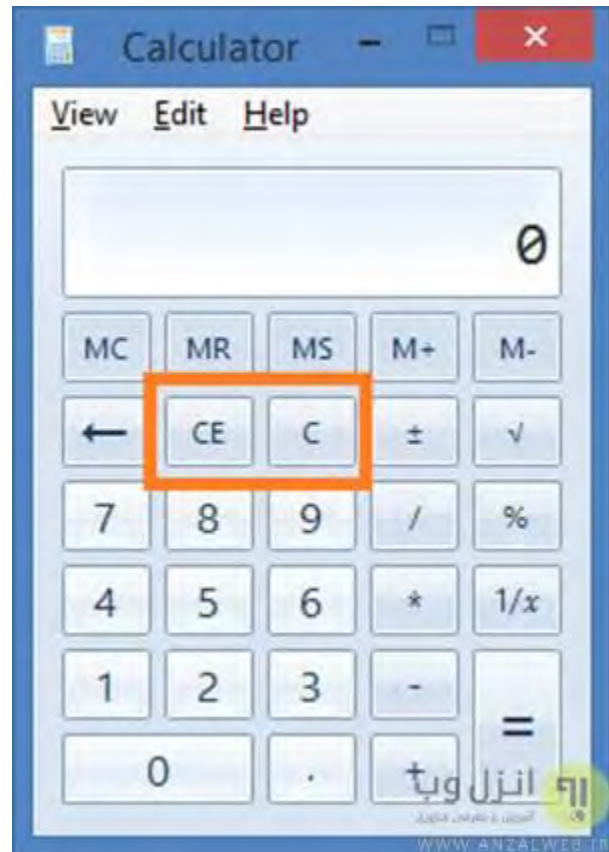 Calculator
View Edit Help
0
MC MR MS M+ M-
← CE C ± √
7 8 9 / %
4 5 6 * 1/x
1 2 3 - =
0 . +
انزل وب
WWW.ANZALWEB.IR